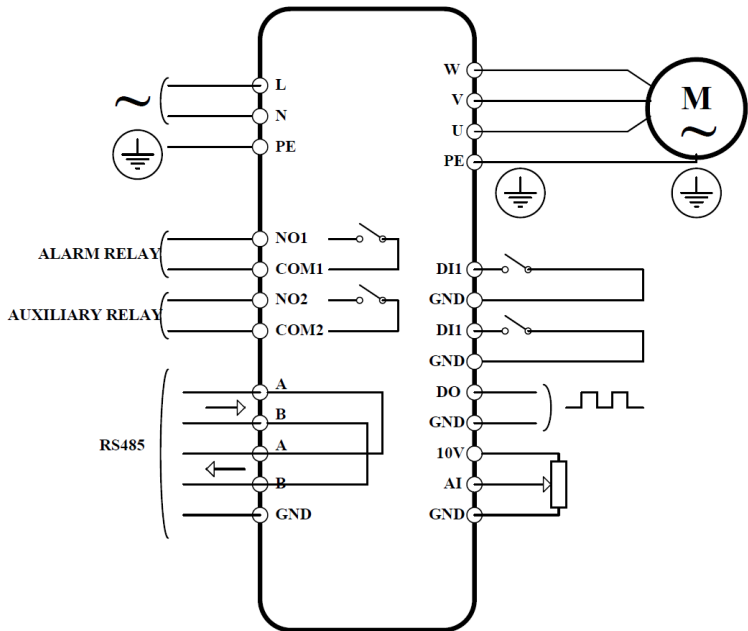 L
N
PE
ALARM RELAY
NO1
COM1
AUXILIARY RELAY
NO2
COM2
RS485
A
B
A
B
GND
W
V
U
PE
M
DI1
GND
DI1
GND
DO
GND
10V
AI
GND